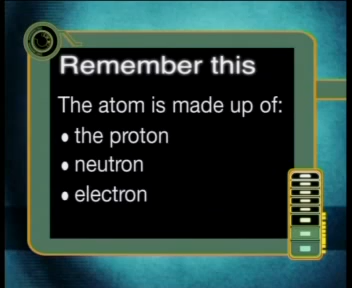 Remember this
The atom is made up of:
• the proton
• neutron
• electron